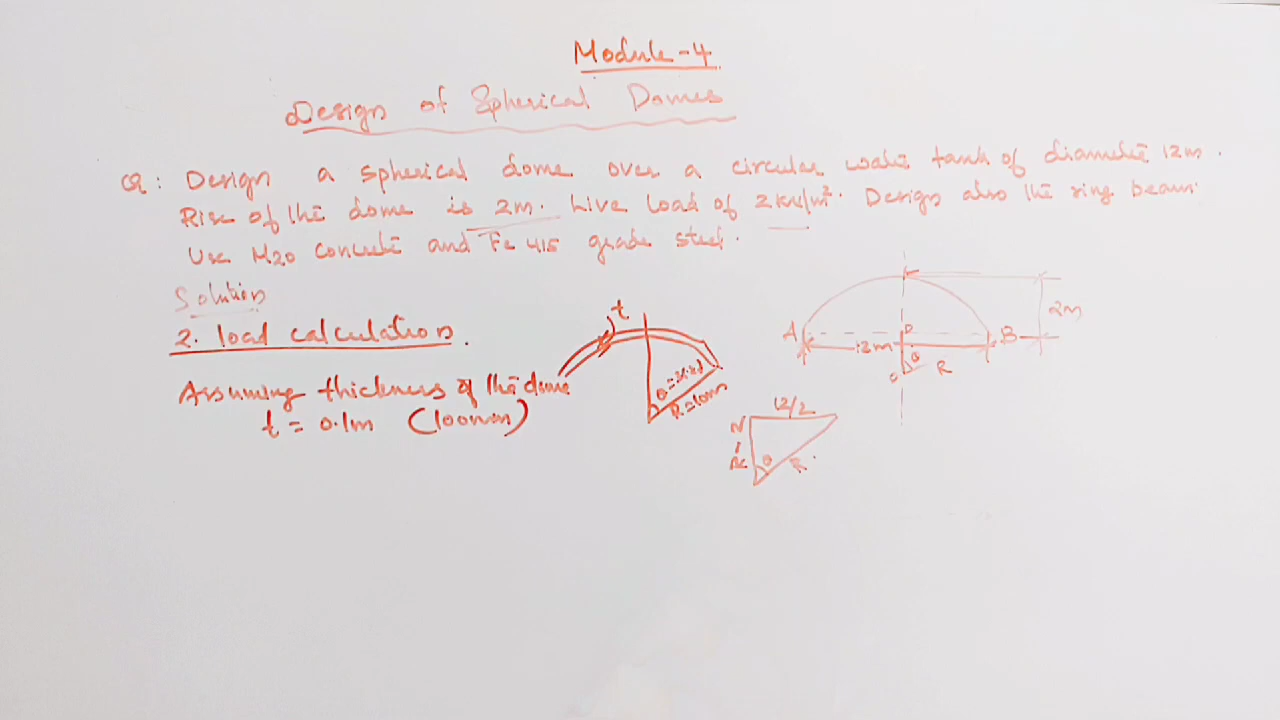 Module-4
Design of Spherical Domes
Q: Design a spherical dome over a circular water tank of diameter 12m.
Rise of the dome is 2m. Live Load of 2kN/m². Design also the ring beam.
Use M20 concrete and Fe 415 grade steel.
Solution
2. load calculation.
Assuming thickness of the dome
t = 0.1m (100mm)
t
R=10m
A
12m
P
B
2m
θ
O
R
12/2
θ
R